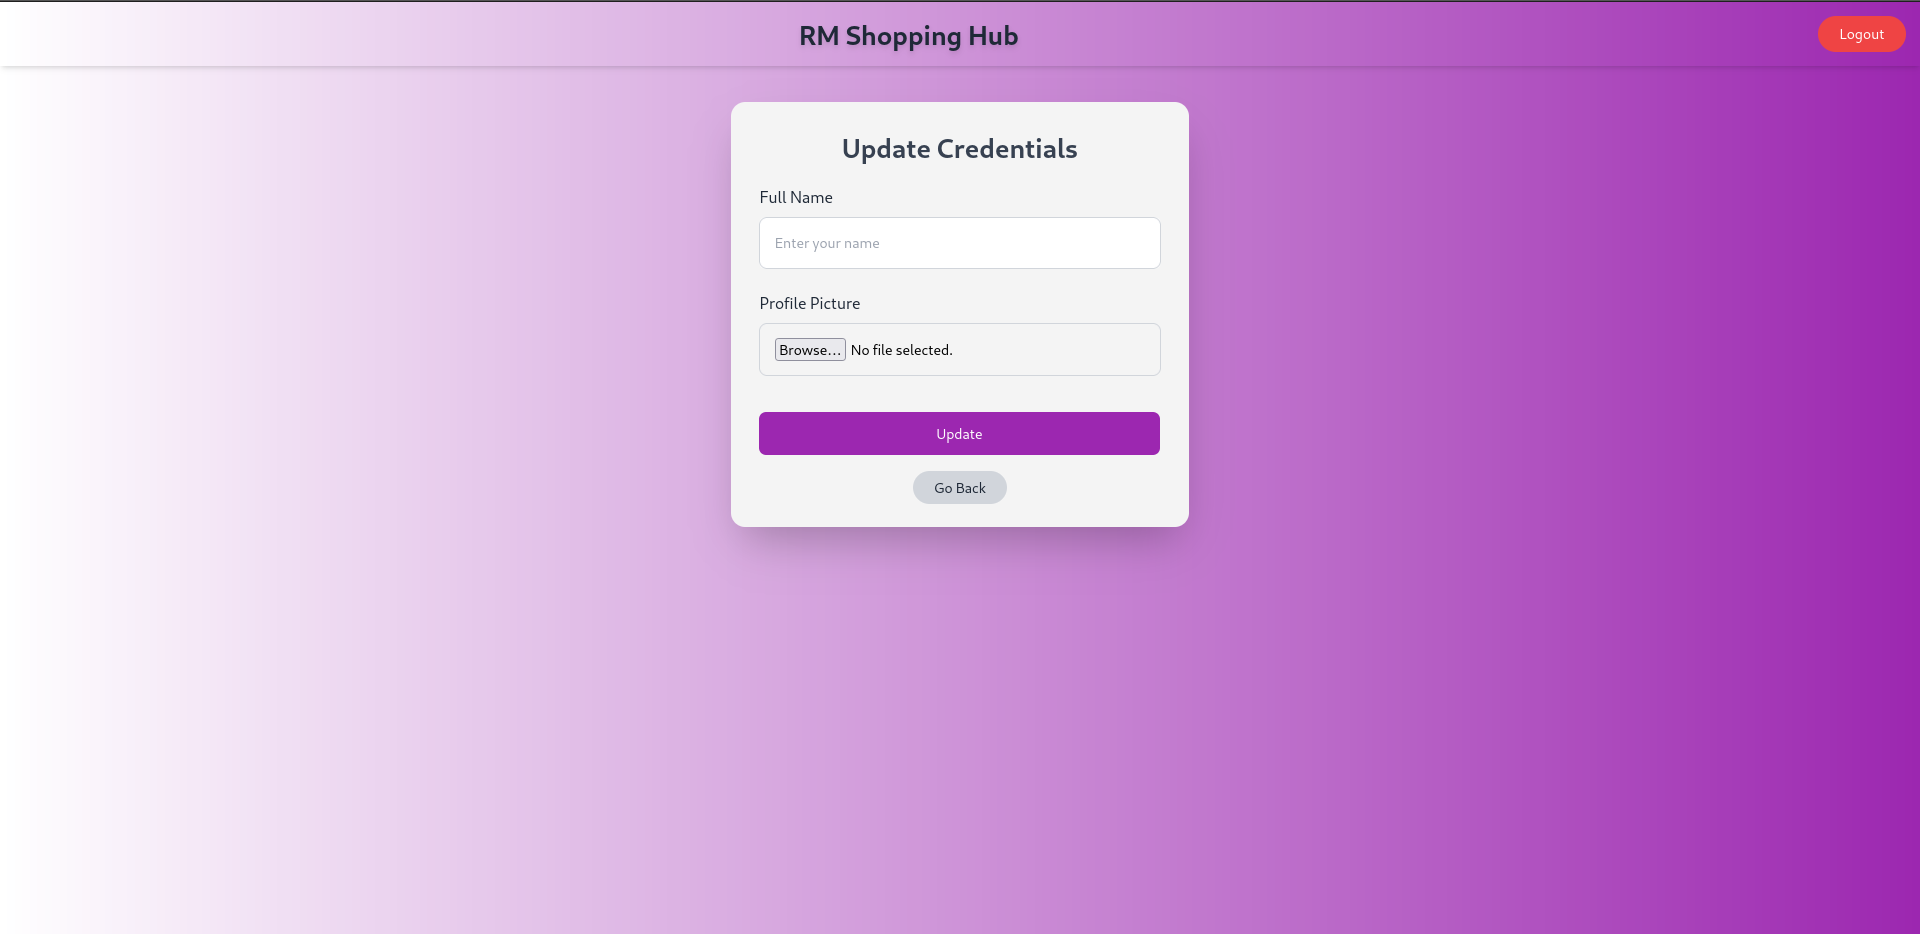 RM Shopping Hub
Logout
Update Credentials
Full Name
Enter your name
Profile Picture
Browse... No file selected.
Update
Go Back